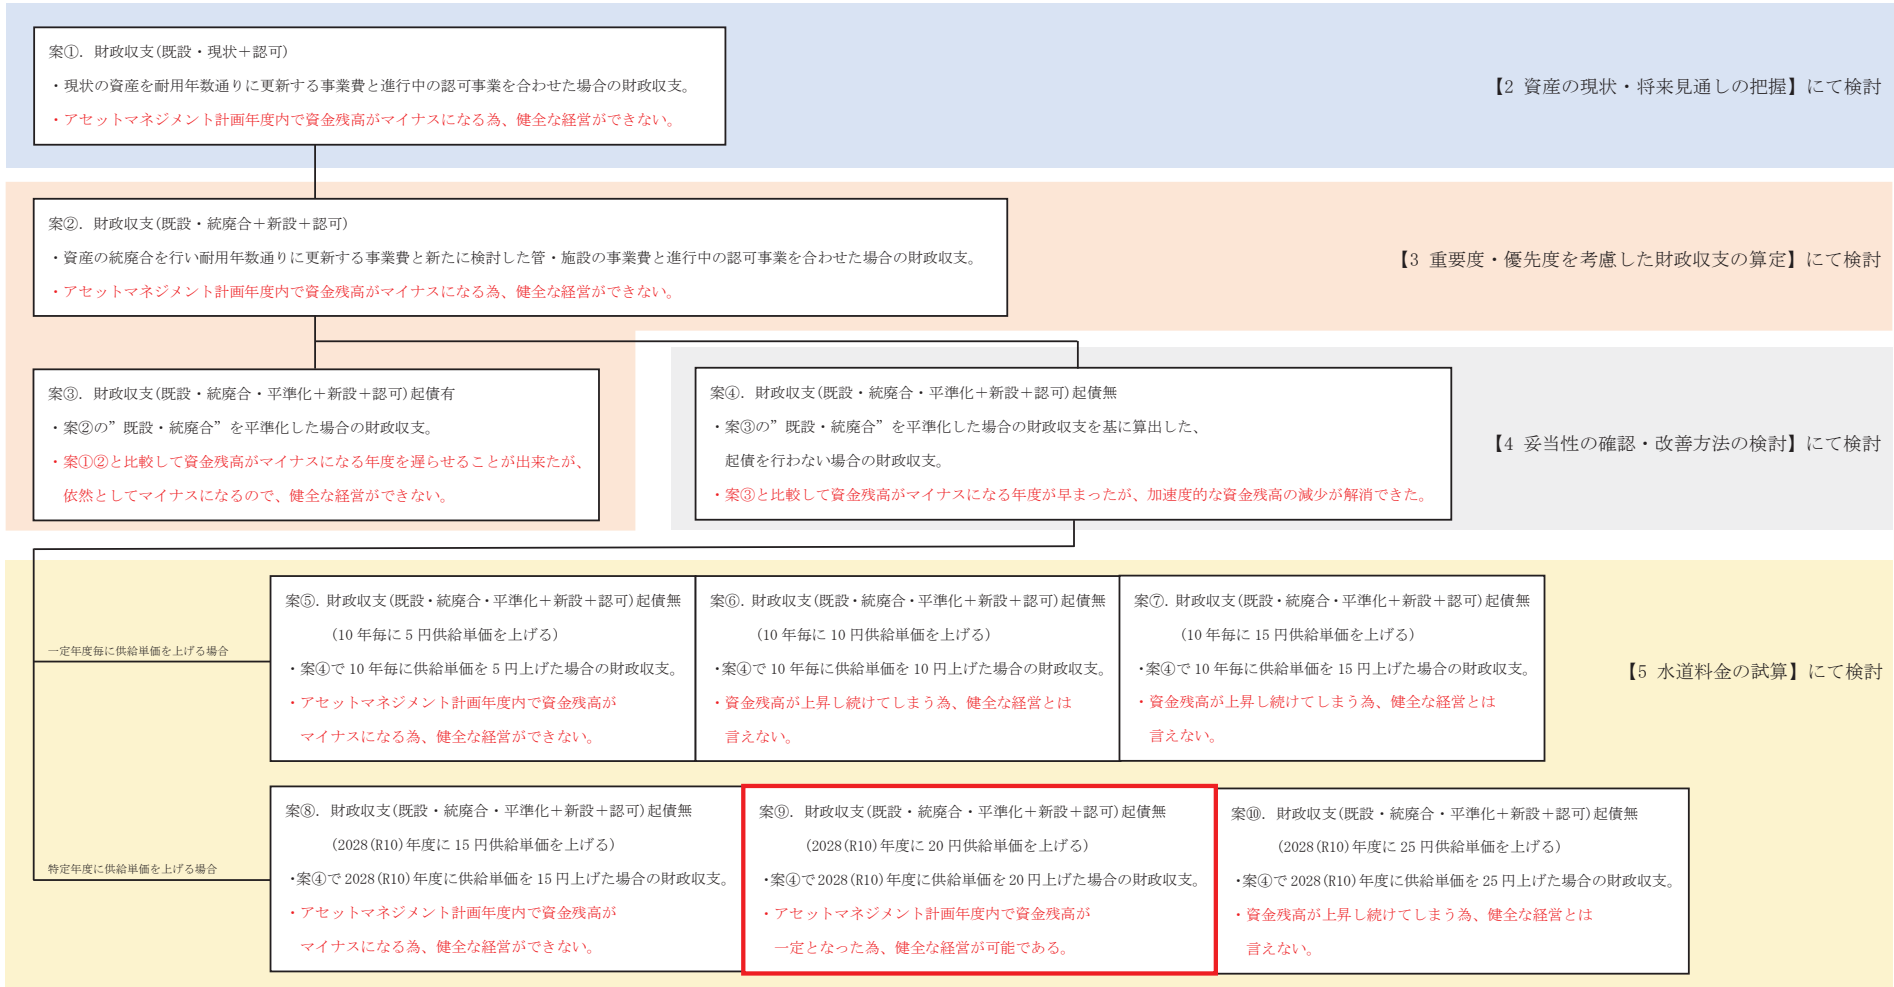 案①．財政収支(既設・現状＋認可)
・現状の資産を耐用年数通りに更新する事業費と進行中の認可事業を合わせた場合の財政収支。
・アセットマネジメント計画年度内で資金残高がマイナスになる為、健全な経営ができない。
【2 資産の現状・将来見通しの把握】にて検討
案②．財政収支(既設・統廃合＋新設＋認可)
・資産の統廃合を行い耐用年数通りに更新する事業費と新たに検討した管・施設の事業費と進行中の認可事業を合わせた場合の財政収支。
・アセットマネジメント計画年度内で資金残高がマイナスになる為、健全な経営ができない。
【3 重要度・優先度を考慮した財政収支の算定】にて検討
案③．財政収支(既設・統廃合・平準化＋新設＋認可)起債有
・案②の”既設・統廃合”を平準化した場合の財政収支。
・案①②と比較して資金残高がマイナスになる年度を遅らせることが出来たが、
依然としてマイナスになるので、健全な経営ができない。
案④．財政収支(既設・統廃合・平準化＋新設＋認可)起債無
・案③の”既設・統廃合”を平準化した場合の財政収支を基に算出した、
起債を行わない場合の財政収支。
・案③と比較して資金残高がマイナスになる年度が早まったが、加速度的な資金残高の減少が解消できた。
【4 妥当性の確認・改善方法の検討】にて検討
一定年度毎に供給単価を上げる場合
案⑤．財政収支(既設・統廃合・平準化＋新設＋認可)起債無
(10 年毎に 5 円供給単価を上げる)
・案④で 10 年毎に供給単価を 5 円上げた場合の財政収支。
・アセットマネジメント計画年度内で資金残高が
マイナスになる為、健全な経営ができない。
案⑥．財政収支(既設・統廃合・平準化＋新設＋認可)起債無
(10 年毎に 10 円供給単価を上げる)
・案④で 10 年毎に供給単価を 10 円上げた場合の財政収支。
・資金残高が上昇し続けてしまう為、健全な経営とは
言えない。
案⑦．財政収支(既設・統廃合・平準化＋新設＋認可)起債無
(10 年毎に 15 円供給単価を上げる)
・案④で 10 年毎に供給単価を 15 円上げた場合の財政収支。
・資金残高が上昇し続けてしまう為、健全な経営とは
言えない。
【5 水道料金の試算】にて検討
特定年度に供給単価を上げる場合
案⑧．財政収支(既設・統廃合・平準化＋新設＋認可)起債無
(2028(R10)年度に 15 円供給単価を上げる)
・案④で 2028(R10)年度に供給単価を 15 円上げた場合の財政収支。
・アセットマネジメント計画年度内で資金残高が
マイナスになる為、健全な経営ができない。
案⑨．財政収支(既設・統廃合・平準化＋新設＋認可)起債無
(2028(R10)年度に 20 円供給単価を上げる)
・案④で 2028(R10)年度に供給単価を 20 円上げた場合の財政収支。
・アセットマネジメント計画年度内で資金残高が
一定となった為、健全な経営が可能である。
案⑩．財政収支(既設・統廃合・平準化＋新設＋認可)起債無
(2028(R10)年度に 25 円供給単価を上げる)
・案④で 2028(R10)年度に供給単価を 25 円上げた場合の財政収支。
・資金残高が上昇し続けてしまう為、健全な経営とは
言えない。